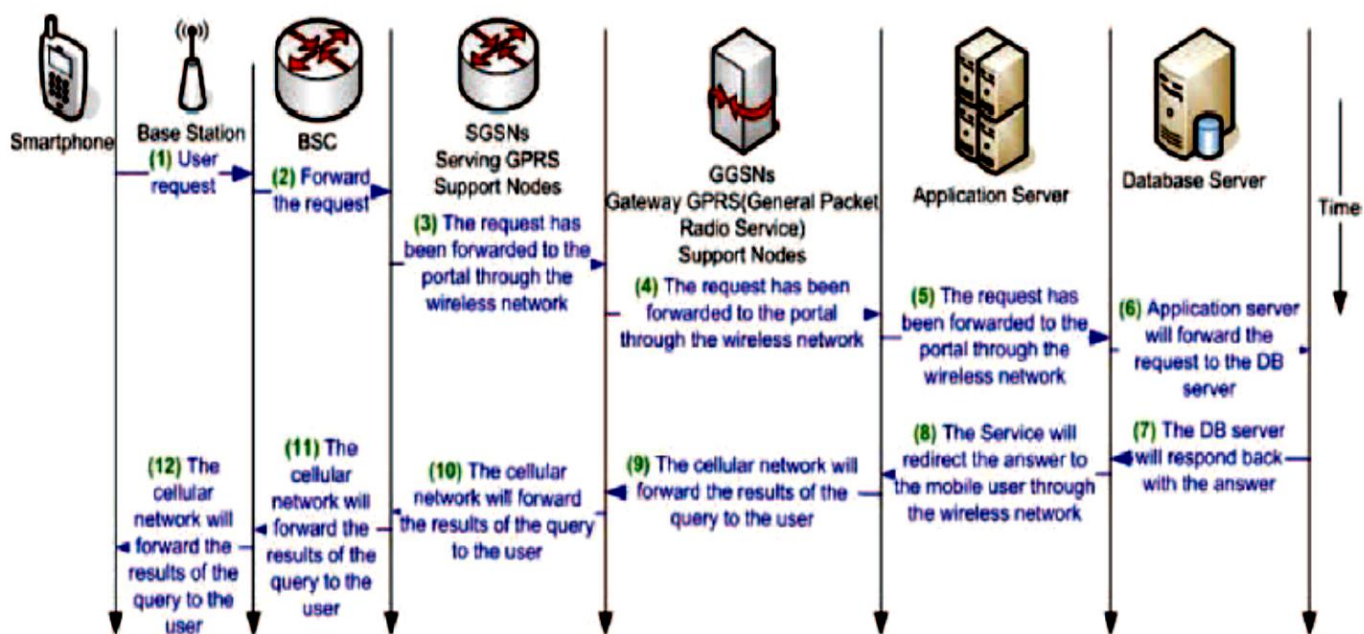 Smartphone
Base Station
BSC
SGSNs
Serving GPRS
Support Nodes
GGSNs
Gateway GPRS(General Packet
Radio Service)
Support Nodes
Application Server
Database Server
Time
(1) User
request
(2) Forward
the request
(3) The request has
been forwarded to the
portal through the
wireless network
(4) The request has been
forwarded to the portal
through the wireless network
(5) The request has
been forwarded to the
portal through the
wireless network
(6) Application server
will forward the
request to the DB
server
(7) The DB server
will respond back
with the answer
(8) The Service will
redirect the answer to
the mobile user through
the wireless network
(9) The cellular network will
forward the results of the
query to the user
(10) The cellular
network will forward
the results of the query
to the user
(11) The
cellular
network will
forward the
results of the
query to the
user
(12) The
cellular
network will
forward the
results of the
query to the
user